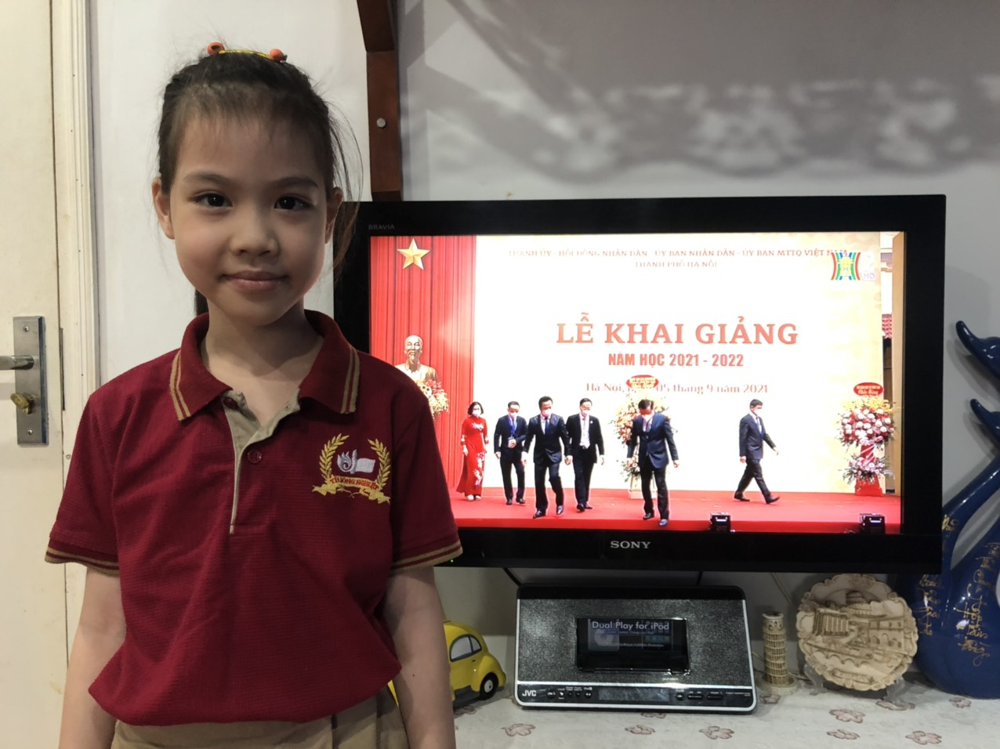 BRAVIA
THÀNH ỦY - HỘI ĐỒNG NHÂN DÂN - ỦY BAN NHÂN DÂN - ỦY BAN MTTQ VIỆT NAM
THÀNH PHỐ HÀ NỘI
LỄ KHAI GIẢNG
NĂM HỌC 2021 - 2022
Hà Nội, 05 tháng 9 năm 2021
SONY
Dual Play for iPod
JVC